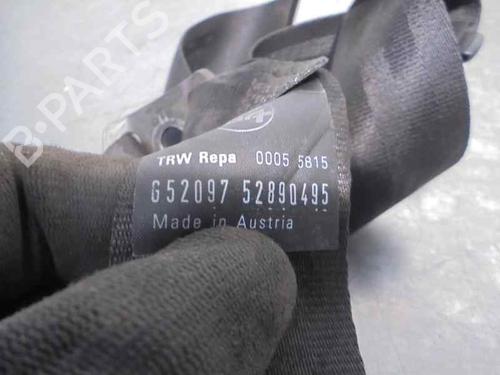 B-PARTS
TRW Repa 0005 5815
G52097 52890495
Made in Austria